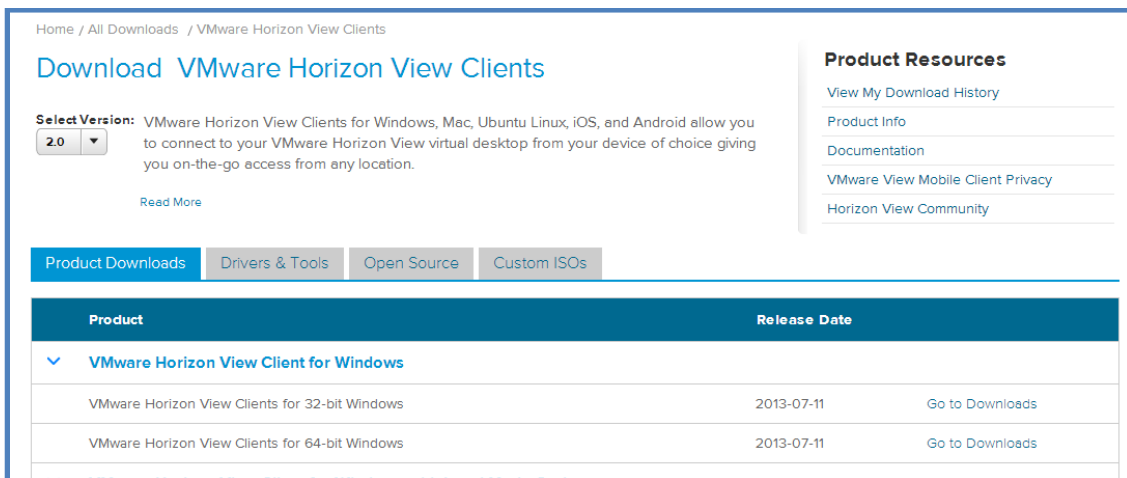 Home / All Downloads / VMware Horizon View Clients
Download VMware Horizon View Clients
Select Version:
2.0
VMware Horizon View Clients for Windows, Mac, Ubuntu Linux, iOS, and Android allow you
to connect to your VMware Horizon View virtual desktop from your device of choice giving
you on-the-go access from any location.
Read More
Product Resources
View My Download History
Product Info
Documentation
VMware View Mobile Client Privacy
Horizon View Community
Product Downloads Drivers & Tools Open Source Custom ISOs
Product Release Date
VMware Horizon View Client for Windows
VMware Horizon View Clients for 32-bit Windows 2013-07-11 Go to Downloads
VMware Horizon View Clients for 64-bit Windows 2013-07-11 Go to Downloads